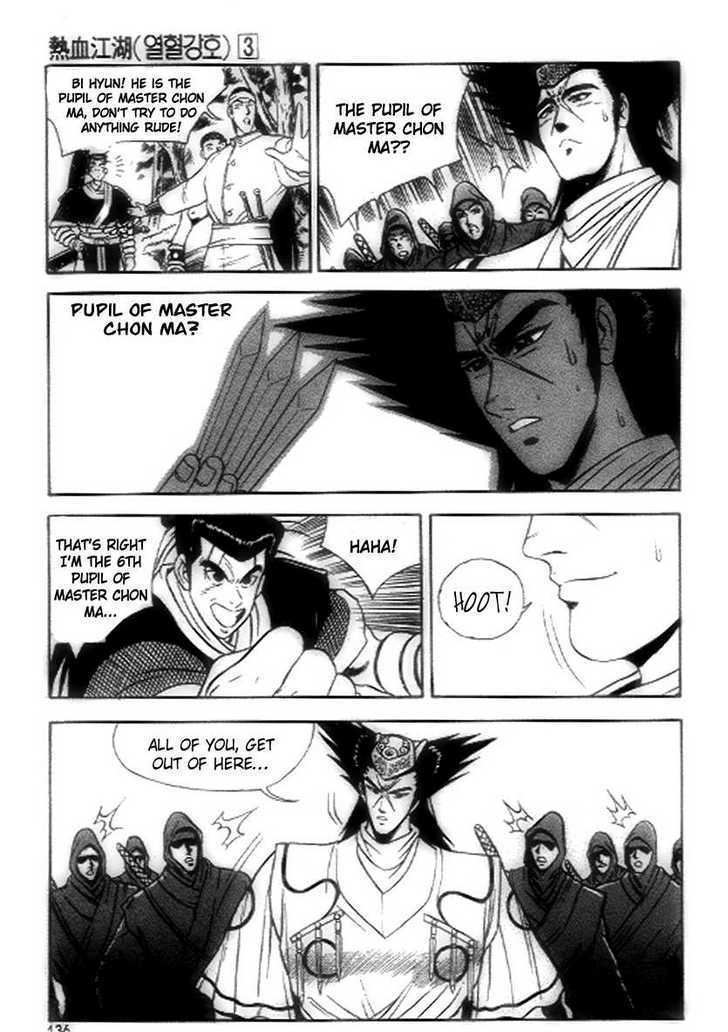 熱血江湖(열혈강호) 3
BI HYUN! HE IS THE
PUPIL OF MASTER CHON
MA, DON'T TRY TO DO
ANYTHING RUDE!
THE PUPIL OF
MASTER CHON
MA??
PUPIL OF MASTER
CHON MA?
THAT'S RIGHT
I'M THE 6TH
PUPIL OF
MASTER CHON
MA...
HAHA!
HOOT!
ALL OF YOU, GET
OUT OF HERE...
136